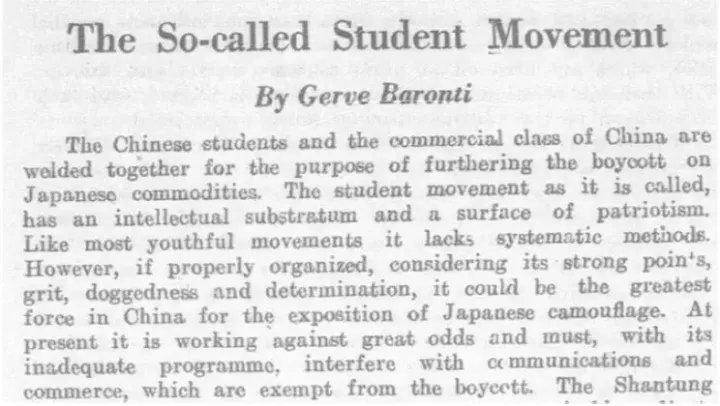 The So-called Student Movement
By Gerve Baronti
The Chinese students and the commercial class of China are
welded together for the purpose of furthering the boycott on
Japanese commodities. The student movement as it is called,
has an intellectual substratum and a surface of patriotism.
Like most youthful movements it lacks systematic methods.
However, if properly organized, considering its strong poin's,
grit, doggedness and determination, it could be the greatest
force in China for the exposition of Japanese camouflage. At
present it is working against great odds and must, with its
inadequate programme, interfere with communications and
commerce, which are exempt from the boycott. The Shantung